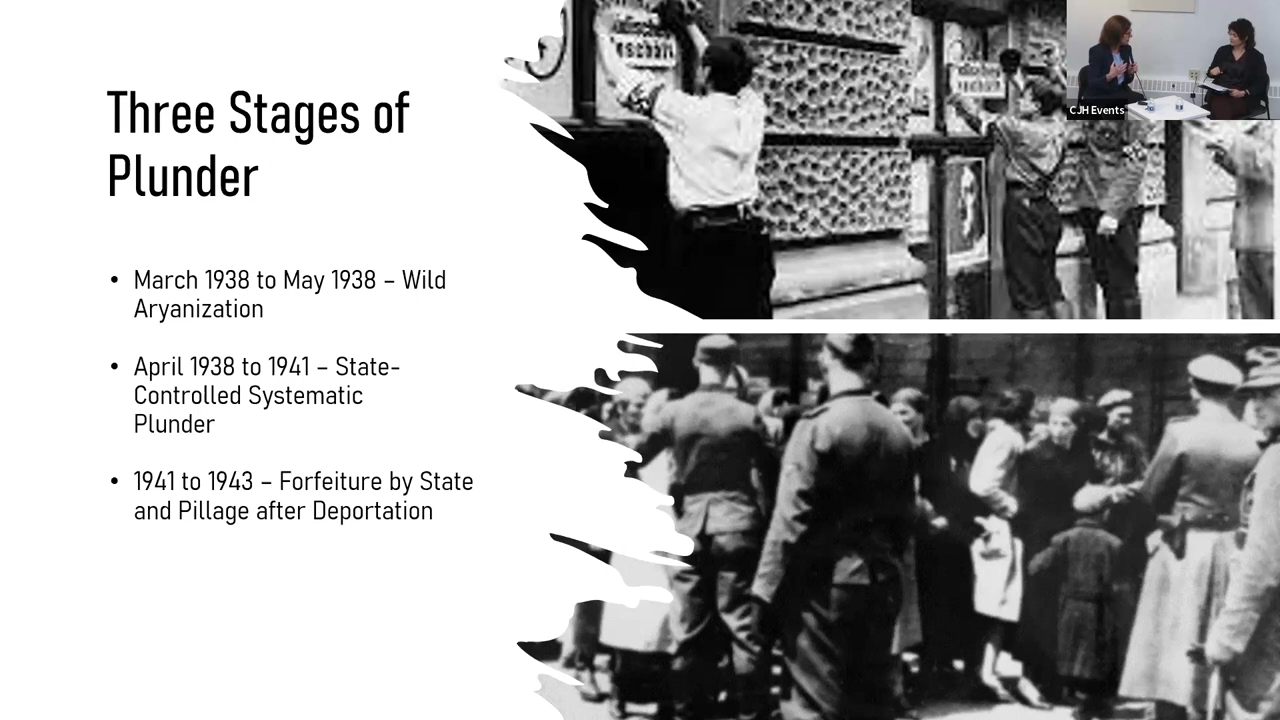 Three Stages of
Plunder
• March 1938 to May 1938 – Wild
Aryanization
• April 1938 to 1941 – State-
Controlled Systematic
Plunder
• 1941 to 1943 – Forfeiture by State
and Pillage after Deportation
CJH Events